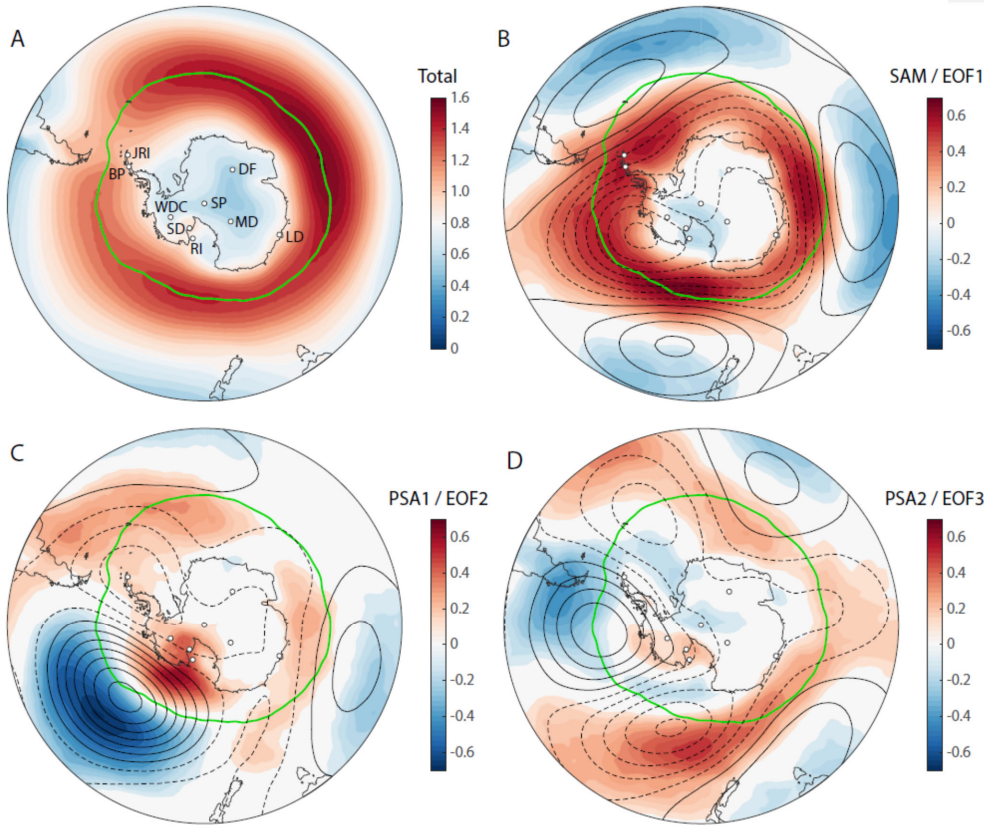 A
Total
1.6
1.4
1.2
1.0
0.8
0.6
0.4
0.2
0
JRI
BP
DF
WDC
SP
SD
MD
RI
LD
B
SAM / EOF1
0.6
0.4
0.2
0
-0.2
-0.4
-0.6
C
PSA1 / EOF2
0.6
0.4
0.2
0
-0.2
-0.4
-0.6
D
PSA2 / EOF3
0.6
0.4
0.2
0
-0.2
-0.4
-0.6